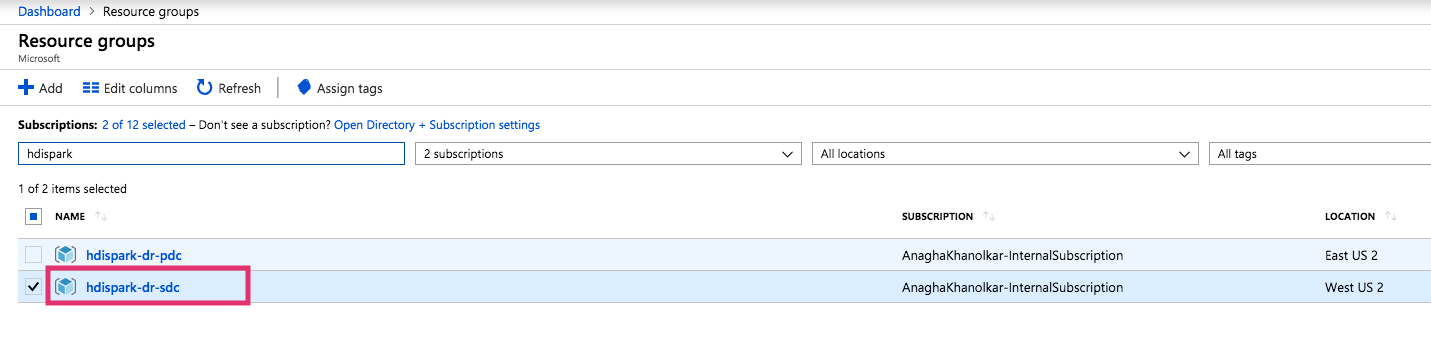 Dashboard > Resource groups
Resource groups
Microsoft
Add Edit columns Refresh Assign tags
Subscriptions: 2 of 12 selected – Don't see a subscription? Open Directory + Subscription settings
hdispark 2 subscriptions All locations All tags
1 of 2 items selected
NAME SUBSCRIPTION LOCATION
hdispark-dr-pdc AnaghaKhanolkar-InternalSubscription East US 2
hdispark-dr-sdc AnaghaKhanolkar-InternalSubscription West US 2